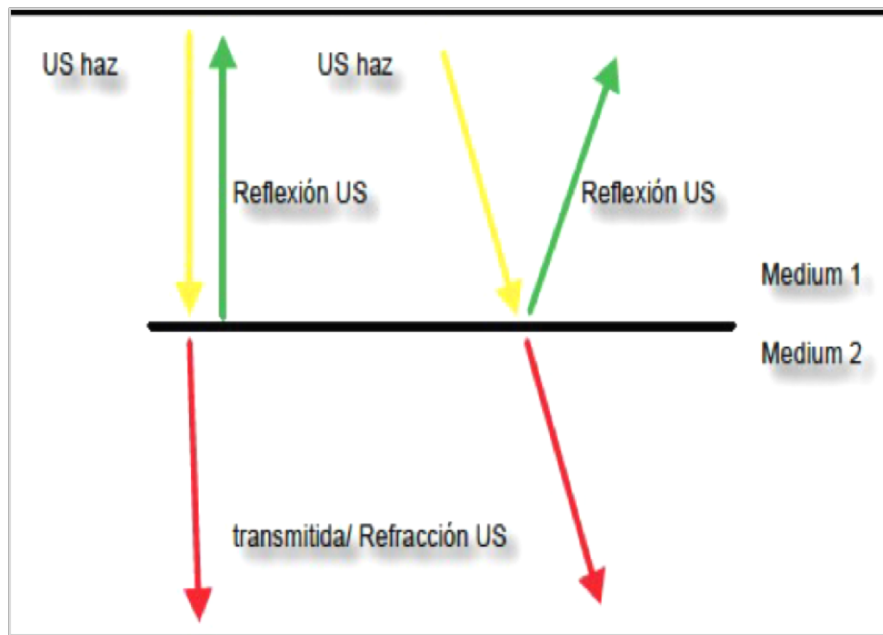 US haz
US haz
Reflexión US
Reflexión US
Medium 1
Medium 2
transmitida/ Refracción US